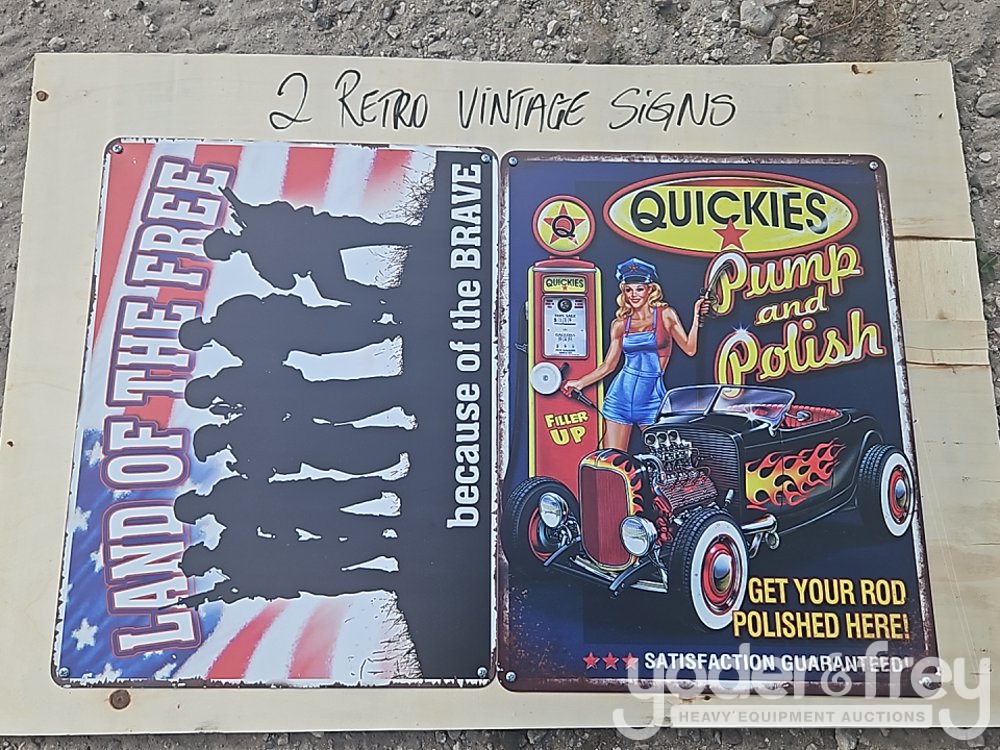 2 RETRO VINTAGE SIGNS
LAND OF THE FREE
because of the BRAVE
Q
QUICKIES
Pump
and
Polish
QUICKIES
FILLER
UP
GET YOUR ROD
POLISHED HERE!
SATISFACTION GUARANTEED!
yoder & frey
HEAVY EQUIPMENT AUCTIONS